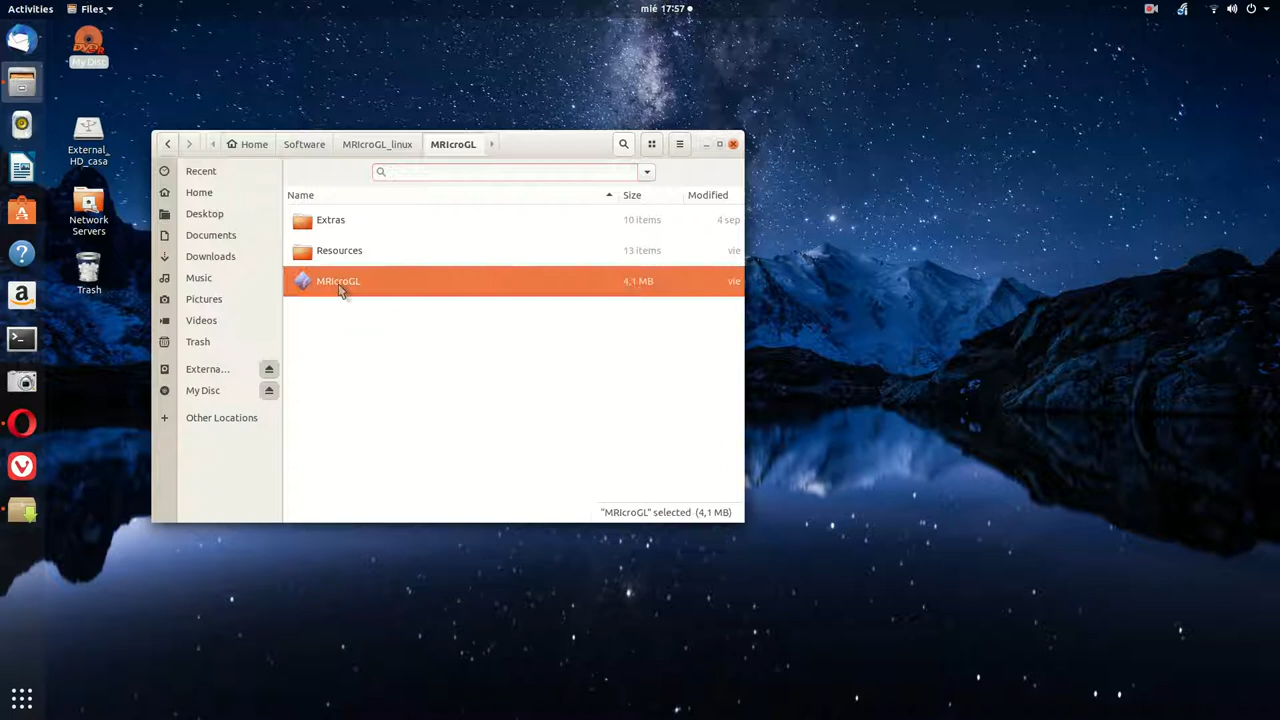 Activities
Files
mié 17:57
My Disc
External_
HD_casa
Network
Servers
Trash
Home
Software
MRIcroGL_linux
MRIcroGL
Recent
Home
Desktop
Documents
Downloads
Music
Pictures
Videos
Trash
Externa…
My Disc
Other Locations
Name Size Modified
Extras 10 items 4 sep
Resources 13 items vie
MRIcroGL 4,1 MB vie
"MRIcroGL" selected (4,1 MB)